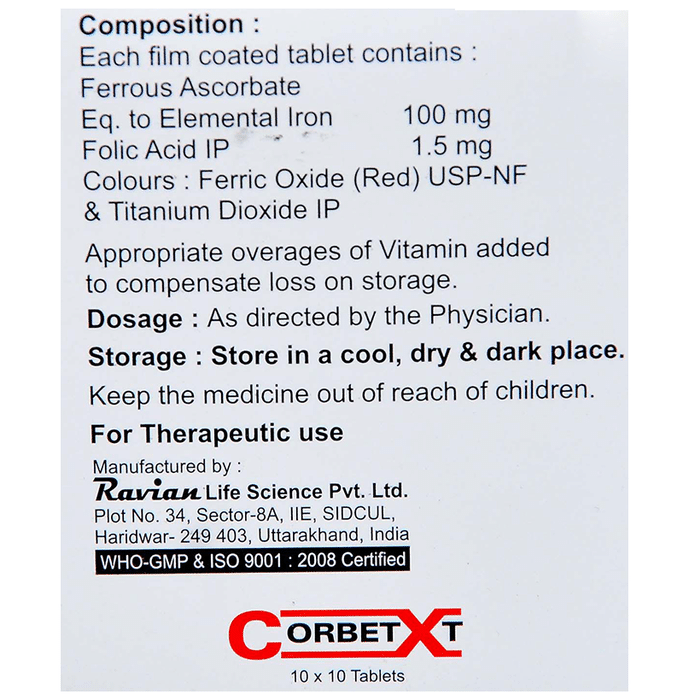 Composition :
Each film coated tablet contains :
Ferrous Ascorbate
Eq. to Elemental Iron 100 mg
Folic Acid IP 1.5 mg
Colours : Ferric Oxide (Red) USP-NF
& Titanium Dioxide IP
Appropriate overages of Vitamin added
to compensate loss on storage.
Dosage : As directed by the Physician.
Storage : Store in a cool, dry & dark place.
Keep the medicine out of reach of children.
For Therapeutic use
Manufactured by :
Ravian Life Science Pvt. Ltd.
Plot No. 34, Sector-8A, IIE, SIDCUL,
Haridwar- 249 403, Uttarakhand, India
WHO-GMP & ISO 9001 : 2008 Certified
CORBET XT
10 x 10 Tablets